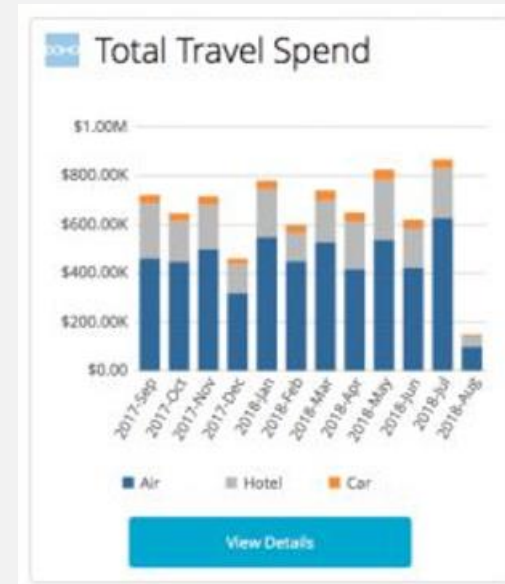 DOMO Total Travel Spend
$1.00M
$800.00K
$600.00K
$400.00K
$200.00K
$0.00
2017-Sep
2017-Oct
2017-Nov
2017-Dec
2018-Jan
2018-Feb
2018-Mar
2018-Apr
2018-May
2018-Jun
2018-Jul
2018-Aug
Air Hotel Car
View Details